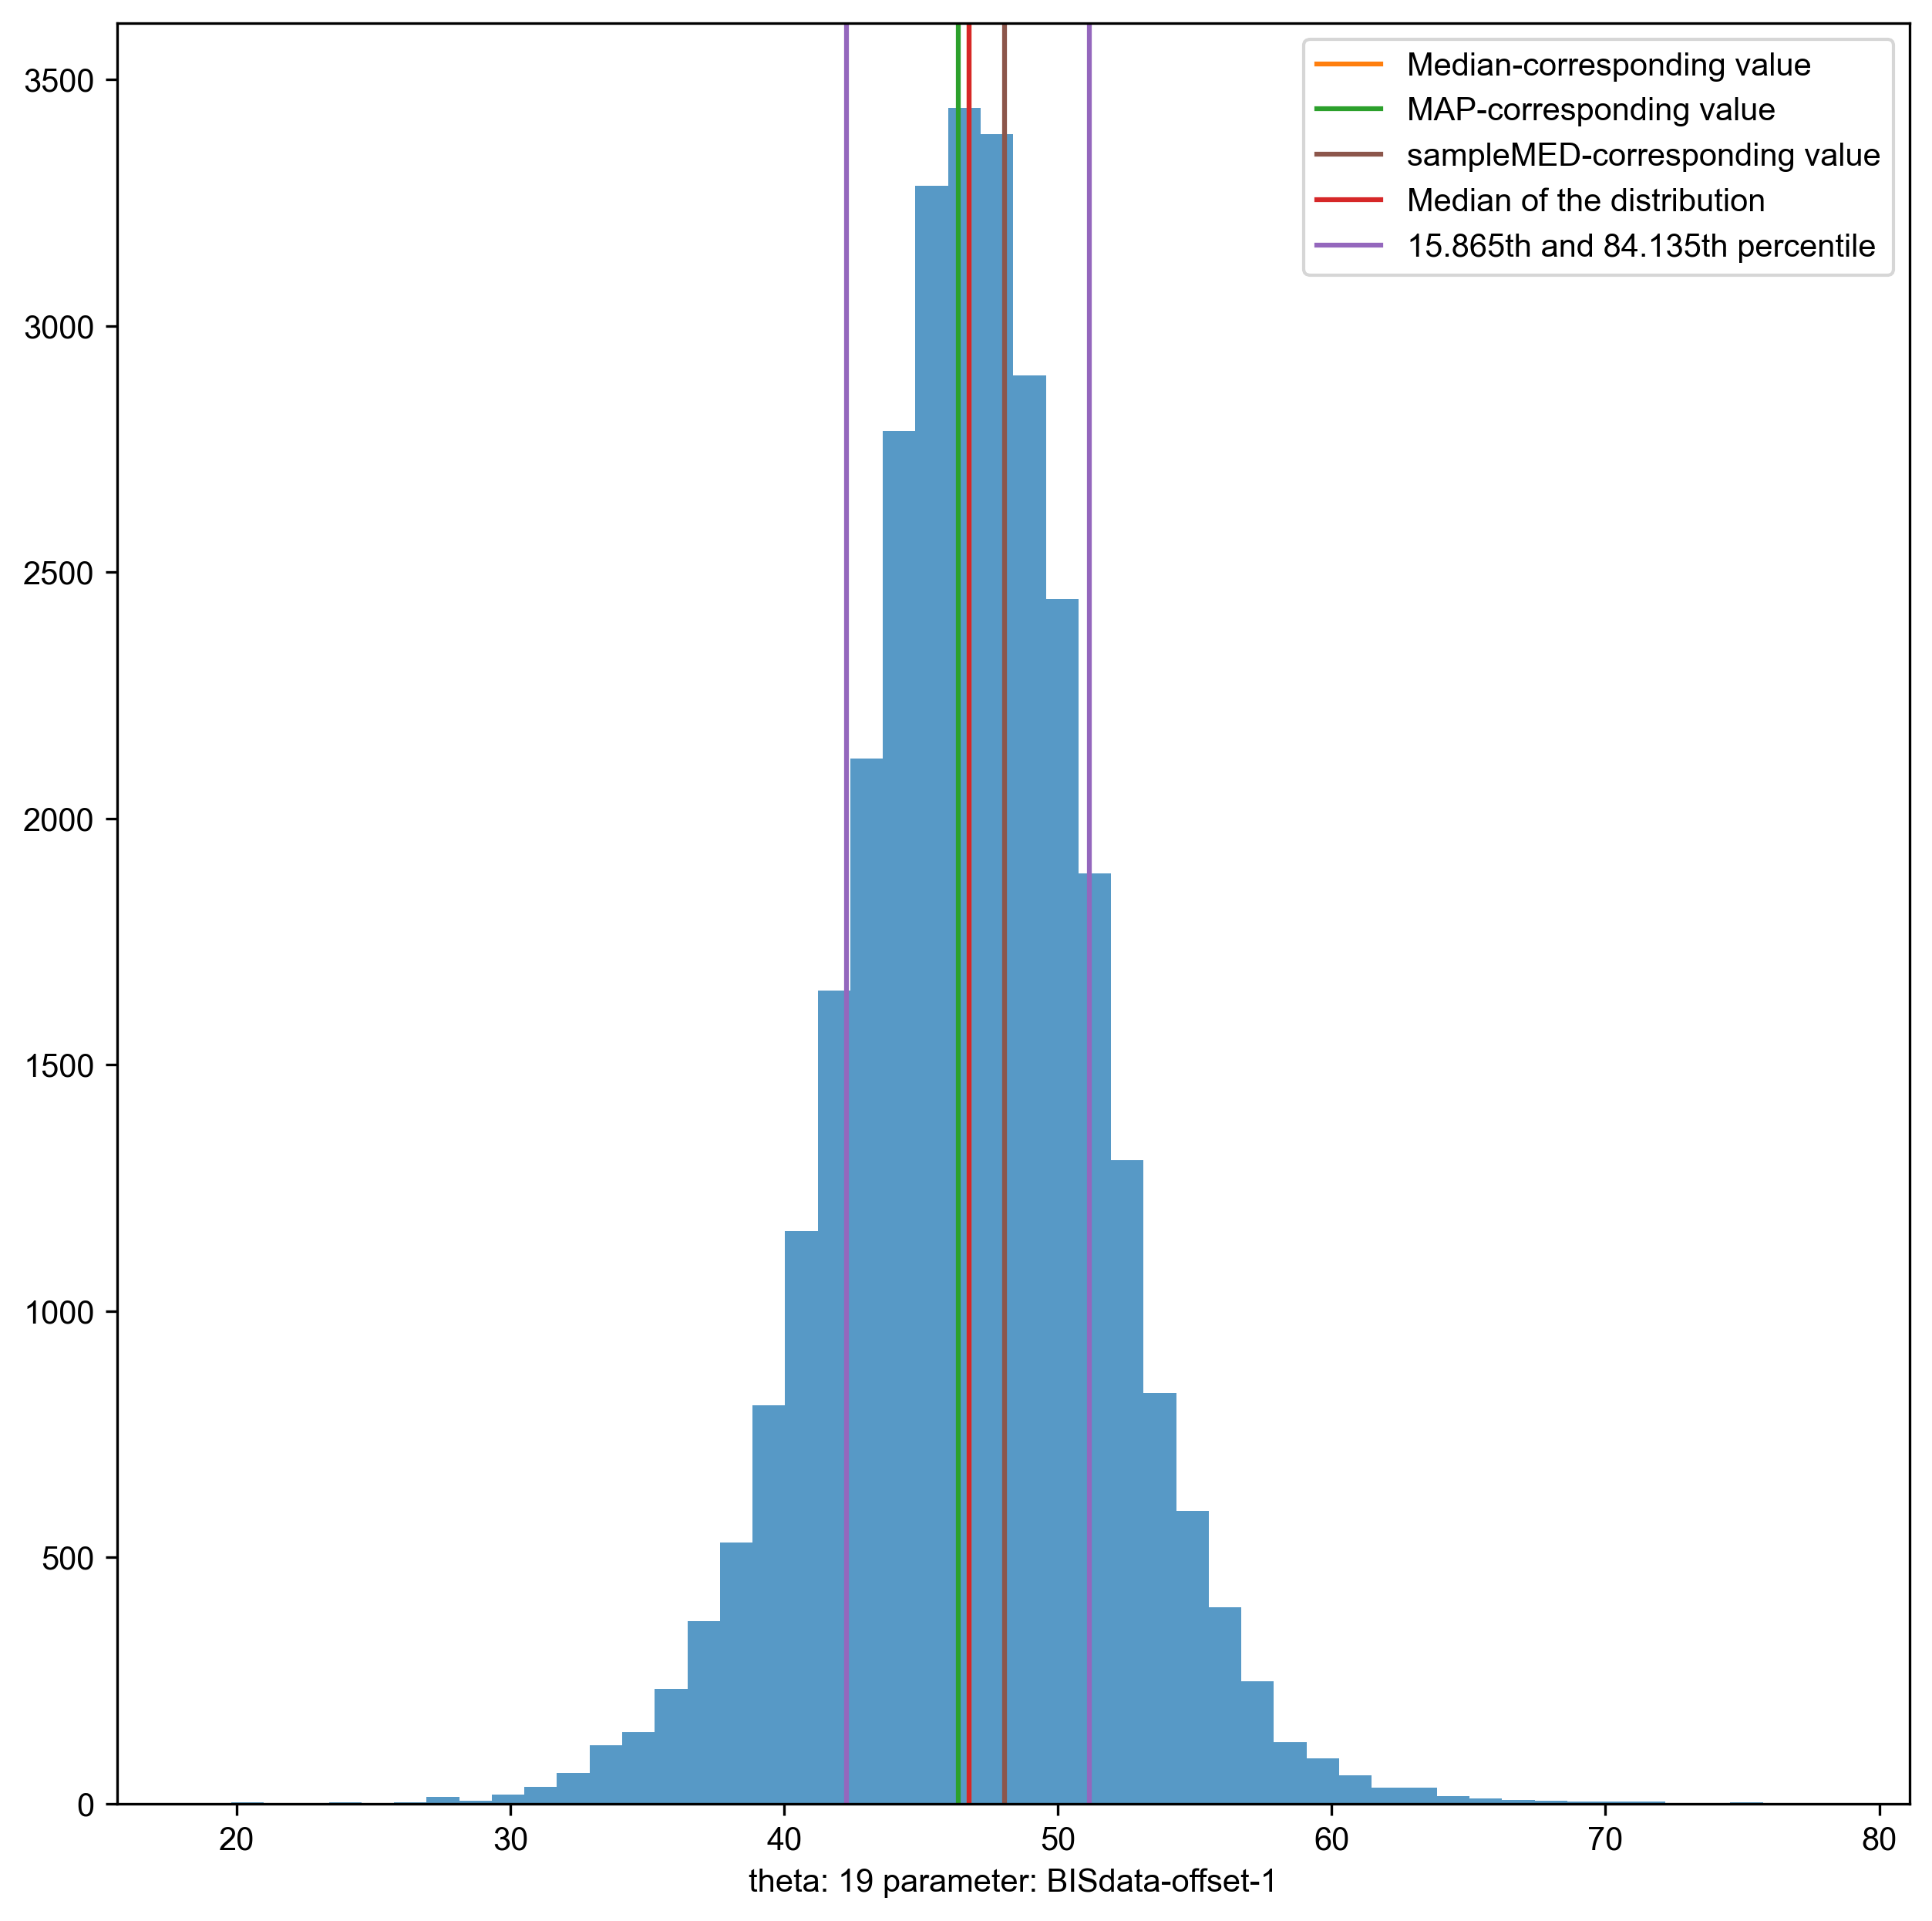 Median-corresponding value
MAP-corresponding value
sampleMED-corresponding value
Median of the distribution
15.865th and 84.135th percentile
3500
3000
2500
2000
1500
1000
500
0
20 30 40 50 60 70 80
theta: 19 parameter: BISdata-offset-1